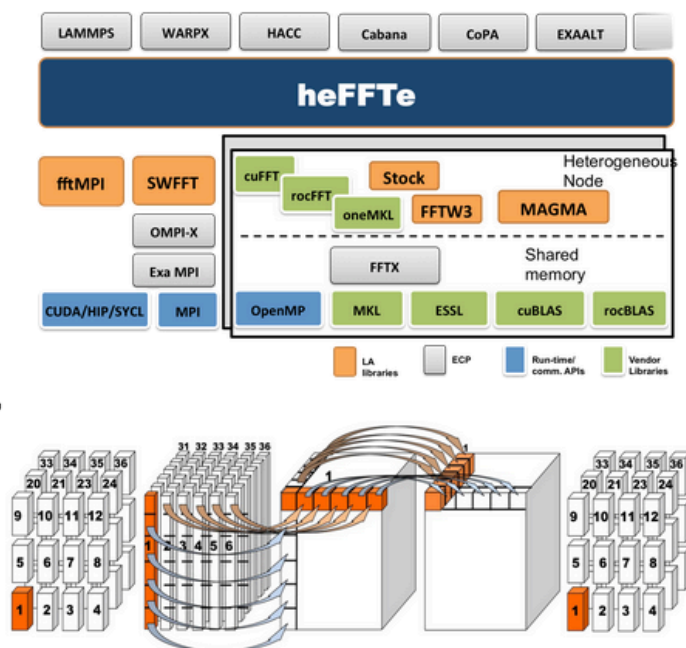 LAMMPS WARPX HACC Cabana CoPA EXAALT
heFFTe
Heterogeneous
Node
fftMPI SWFFT cuFFT rocFFT oneMKL Stock FFTW3 MAGMA
OMPI-X
Shared
memory
Exa MPI FFTX
CUDA/HIP/SYCL MPI OpenMP MKL ESSL cuBLAS rocBLAS
LA
libraries
ECP
Run-time/
comm. APIs
Vendor
Libraries
31 32 33 34 35 36
33 34 35 36
20 21 23 24
9 10 11 12
5 6 7 8
1 2 3 4
1 2 3 4 5 6
1
1
33 34 35 36
20 21 23 24
9 10 11 12
5 6 7 8
1 2 3 4